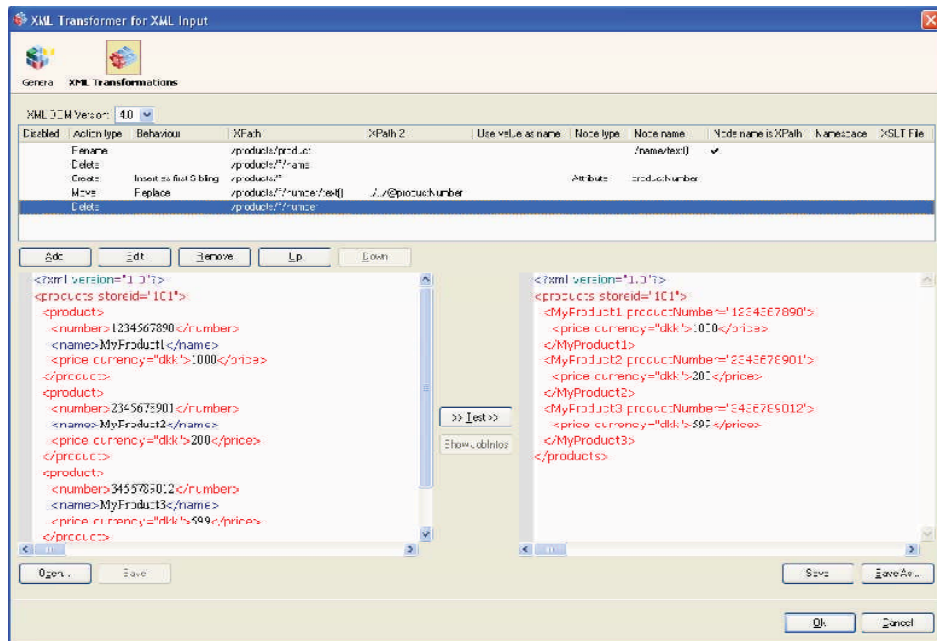 XML Transformer for XML Input
General XML Transformations
XML DOM Version: 4.0
Disabled Action type Behaviour XPath XPath 2 Use value as name Node type Node name Node name is XPath Namespace XSLT File
Rename /products/product ./name/text()
Delete /products/*/name
Create Insert as first Sibling /products/* Attribute productNumber
Move Replace /products/*/number/text() ./../@productNumber
Delete /products/*/number
Add Edit Remove Up Down
<?xml version="1.0"?>
<products storeid="101">
<product>
<number>1234567890</number>
<name>MyProduct1</name>
<price currency="dkk">1000</price>
</product>
<product>
<number>2345678901</number>
<name>MyProduct2</name>
<price currency="dkk">200</price>
</product>
<product>
<number>3456789012</number>
<name>MyProduct3</name>
<price currency="dkk">599</price>
</product>
>> Test >>
Show Jobinfos
<?xml version="1.0"?>
<products storeid="101">
<MyProduct1 productNumber="1234567890">
<price currency="dkk">1000</price>
</MyProduct1>
<MyProduct2 productNumber="2345678901">
<price currency="dkk">200</price>
</MyProduct2>
<MyProduct3 productNumber="3456789012">
<price currency="dkk">599</price>
</MyProduct3>
</products>
Open... Save Save Save As...
Ok Cancel